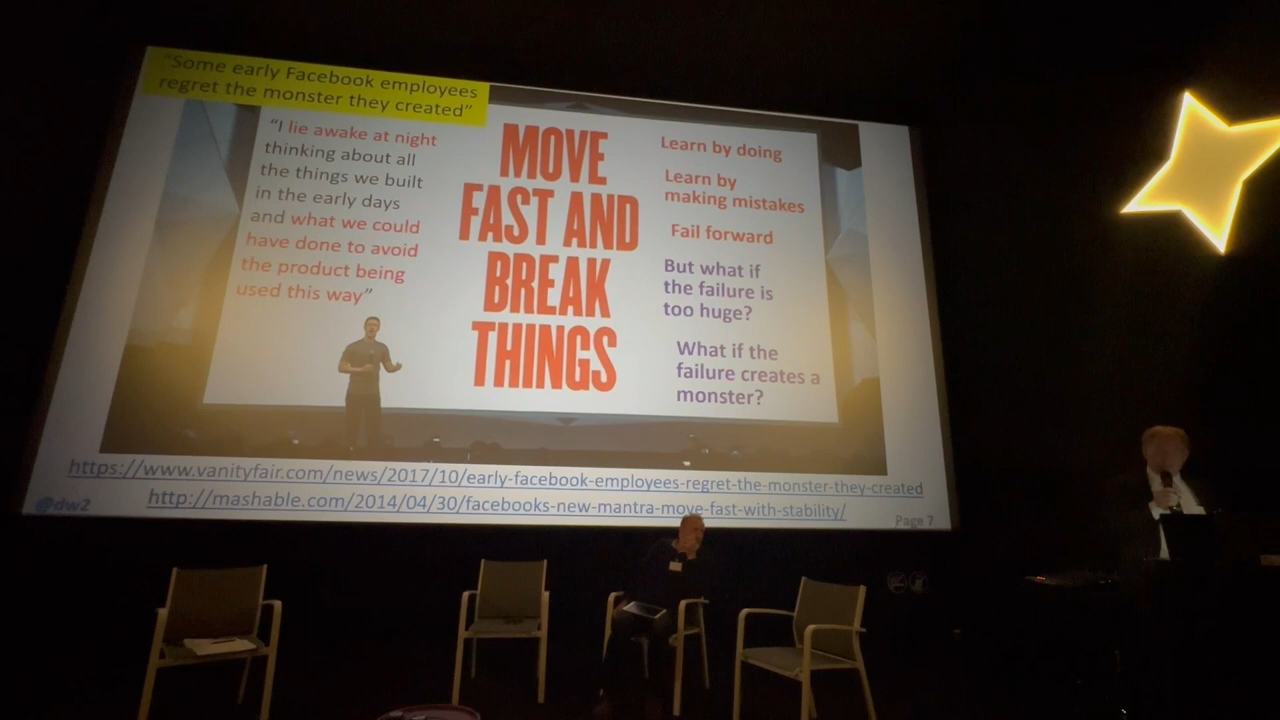 "Some early Facebook employees
regret the monster they created"
"I lie awake at night
thinking about all
the things we built
in the early days
and what we could
have done to avoid
the product being
used this way"
MOVE
FAST AND
BREAK
THINGS
Learn by doing
Learn by
making mistakes
Fail forward
But what if
the failure is
too huge?
What if the
failure creates a
monster?
https://www.vanityfair.com/news/2017/10/early-facebook-employees-regret-the-monster-they-created
@dw2
http://mashable.com/2014/04/30/facebooks-new-mantra-move-fast-with-stability/
Page 7